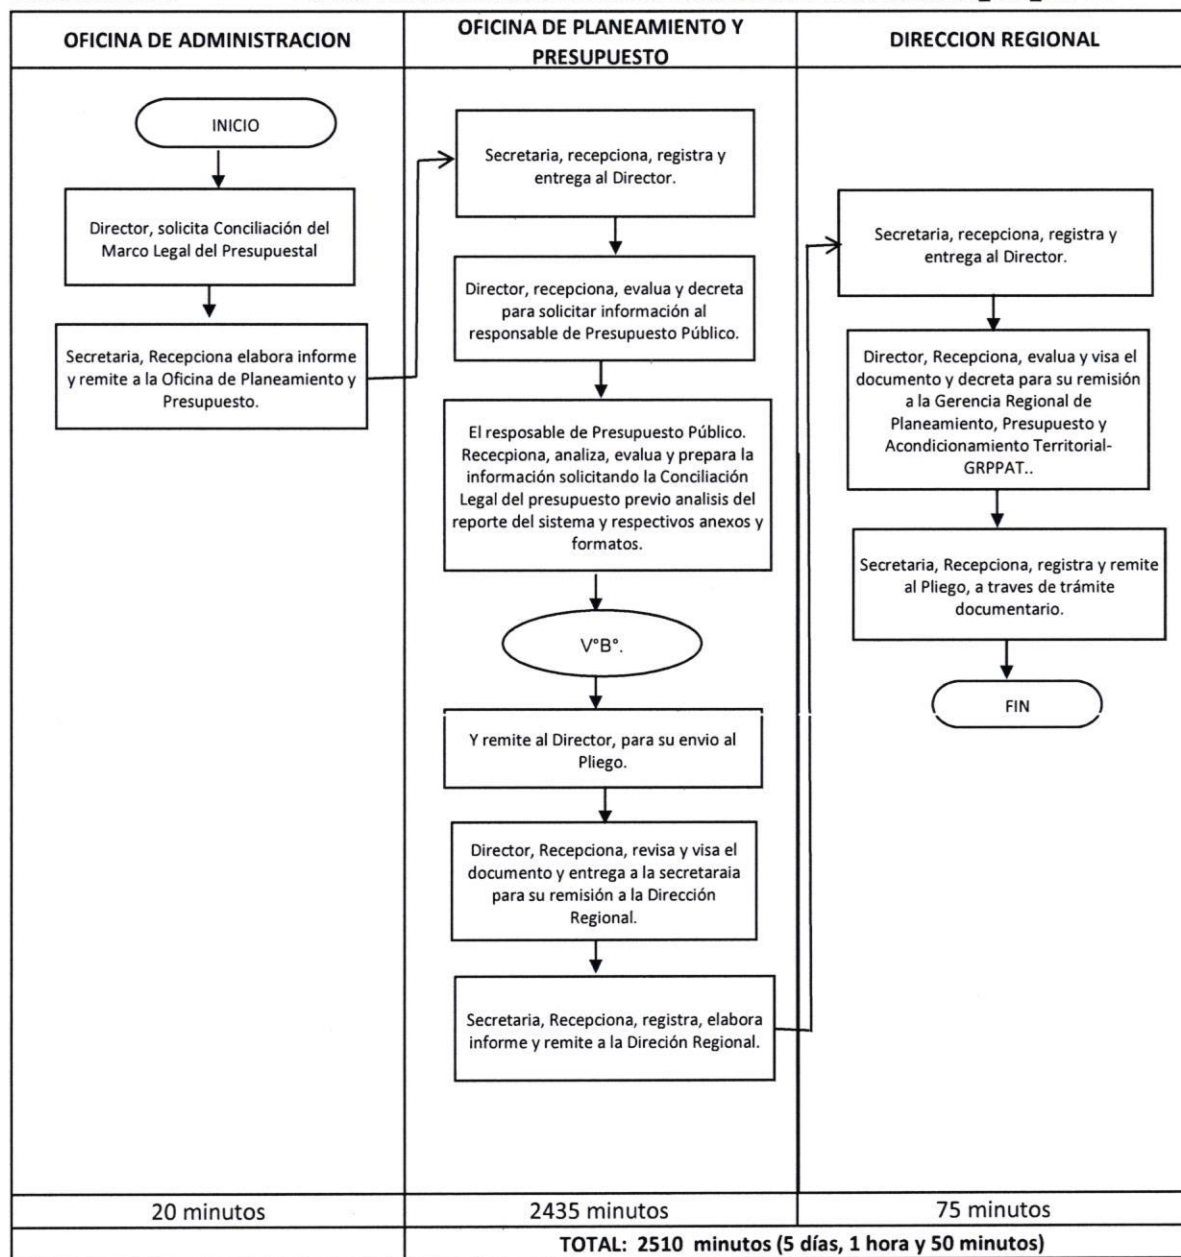 OFICINA DE ADMINISTRACION
OFICINA DE PLANEAMIENTO Y
PRESUPUESTO
DIRECCION REGIONAL
INICIO
Director, solicita Conciliación del
Marco Legal del Presupuestal
Secretaria, Recepciona elabora informe
y remite a la Oficina de Planeamiento y
Presupuesto.
Secretaria, recepciona, registra y
entrega al Director.
Director, recepciona, evalua y decreta
para solicitar información al
responsable de Presupuesto Público.
El resposable de Presupuesto Público.
Rececpiona, analiza, evalua y prepara la
información solicitando la Conciliación
Legal del presupuesto previo analisis del
reporte del sistema y respectivos anexos y
formatos.
V°B°.
Y remite al Director, para su envio al
Pliego.
Director, Recepciona, revisa y visa el
documento y entrega a la secretaraia
para su remisión a la Dirección
Regional.
Secretaria, Recepciona, registra, elabora
informe y remite a la Direción Regional.
Secretaria, recepciona, registra y
entrega al Director.
Director, Recepciona, evalua y visa el
documento y decreta para su remisión
a la Gerencia Regional de
Planeamiento, Presupuesto y
Acondicionamiento Territorial-
GRPPAT..
Secretaria, Recepciona, registra y remite
al Pliego, a traves de trámite
documentario.
FIN
20 minutos
2435 minutos
75 minutos
TOTAL: 2510 minutos (5 días, 1 hora y 50 minutos)